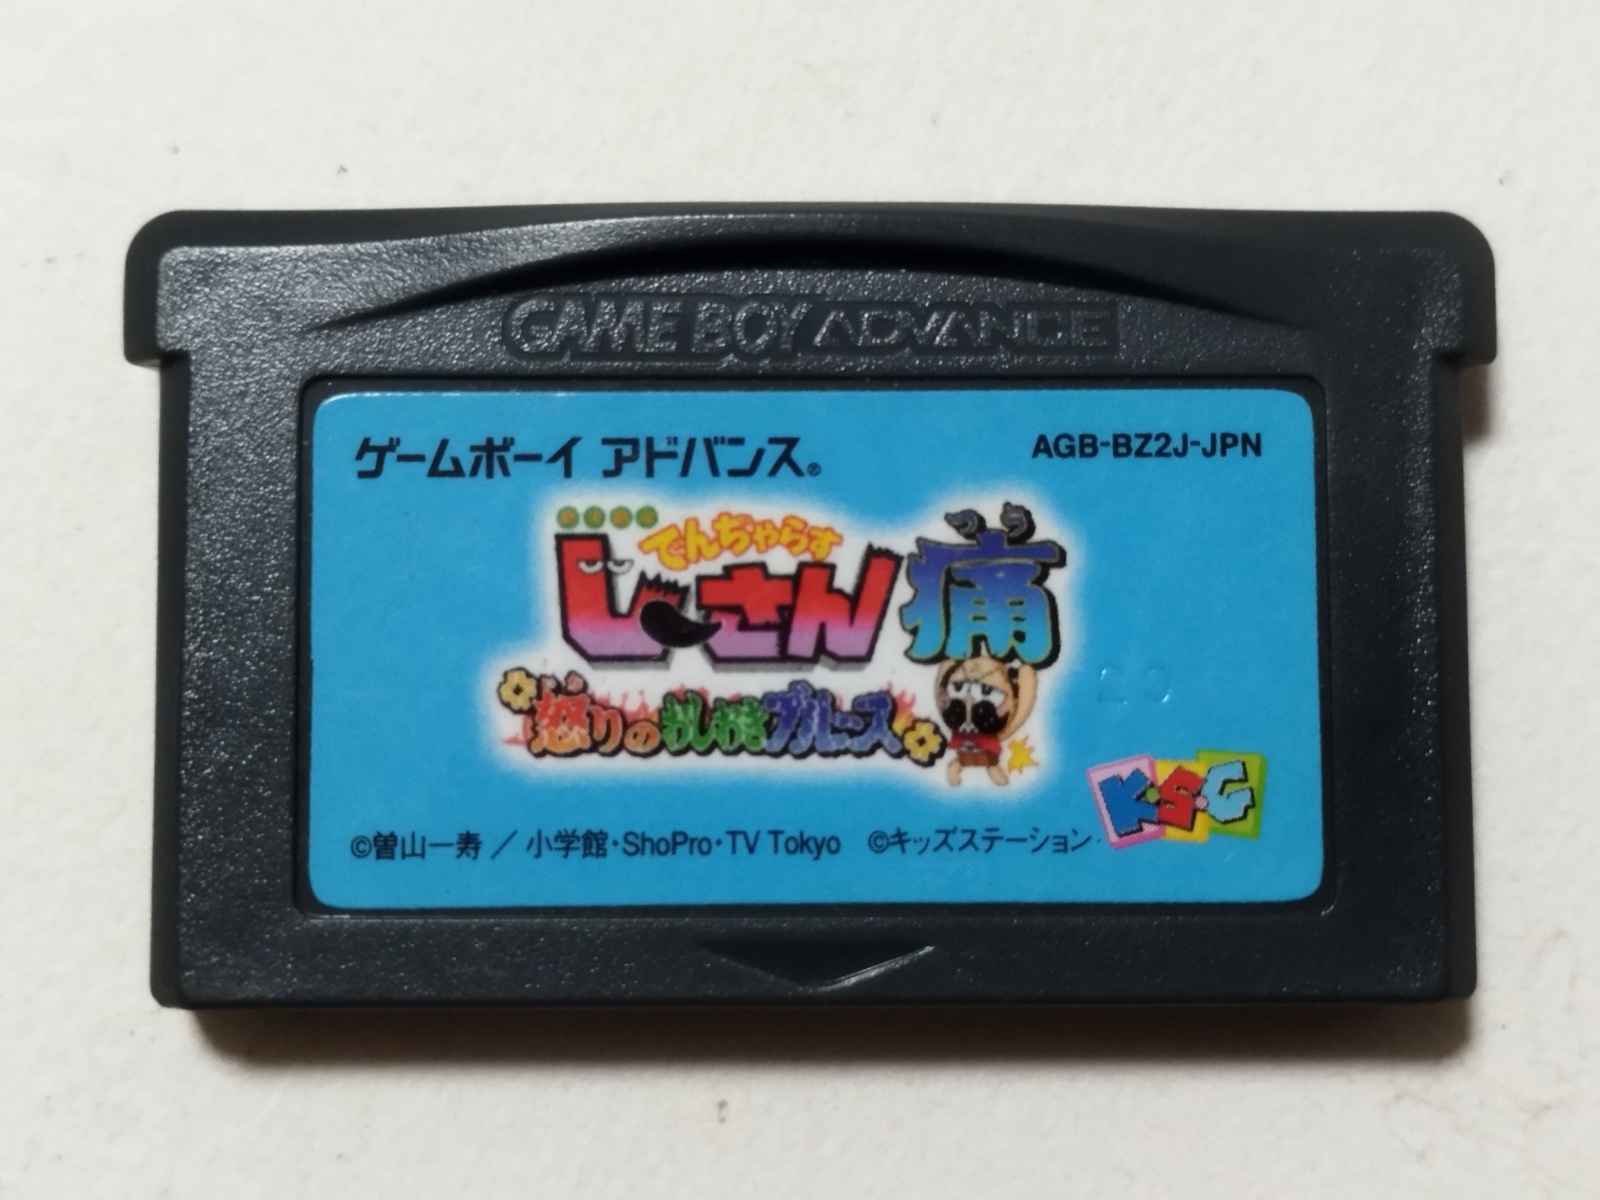 GAME BOY ADVANCE
ゲームボーイ アドバンス®
AGB-BZ2J-JPN
でんぢゃらす
じーさん
つう
痛
怒りのおしおきブルース
20
K・S・C
©曽山一寿／小学館・ShoPro・TV Tokyo ©キッズステーション